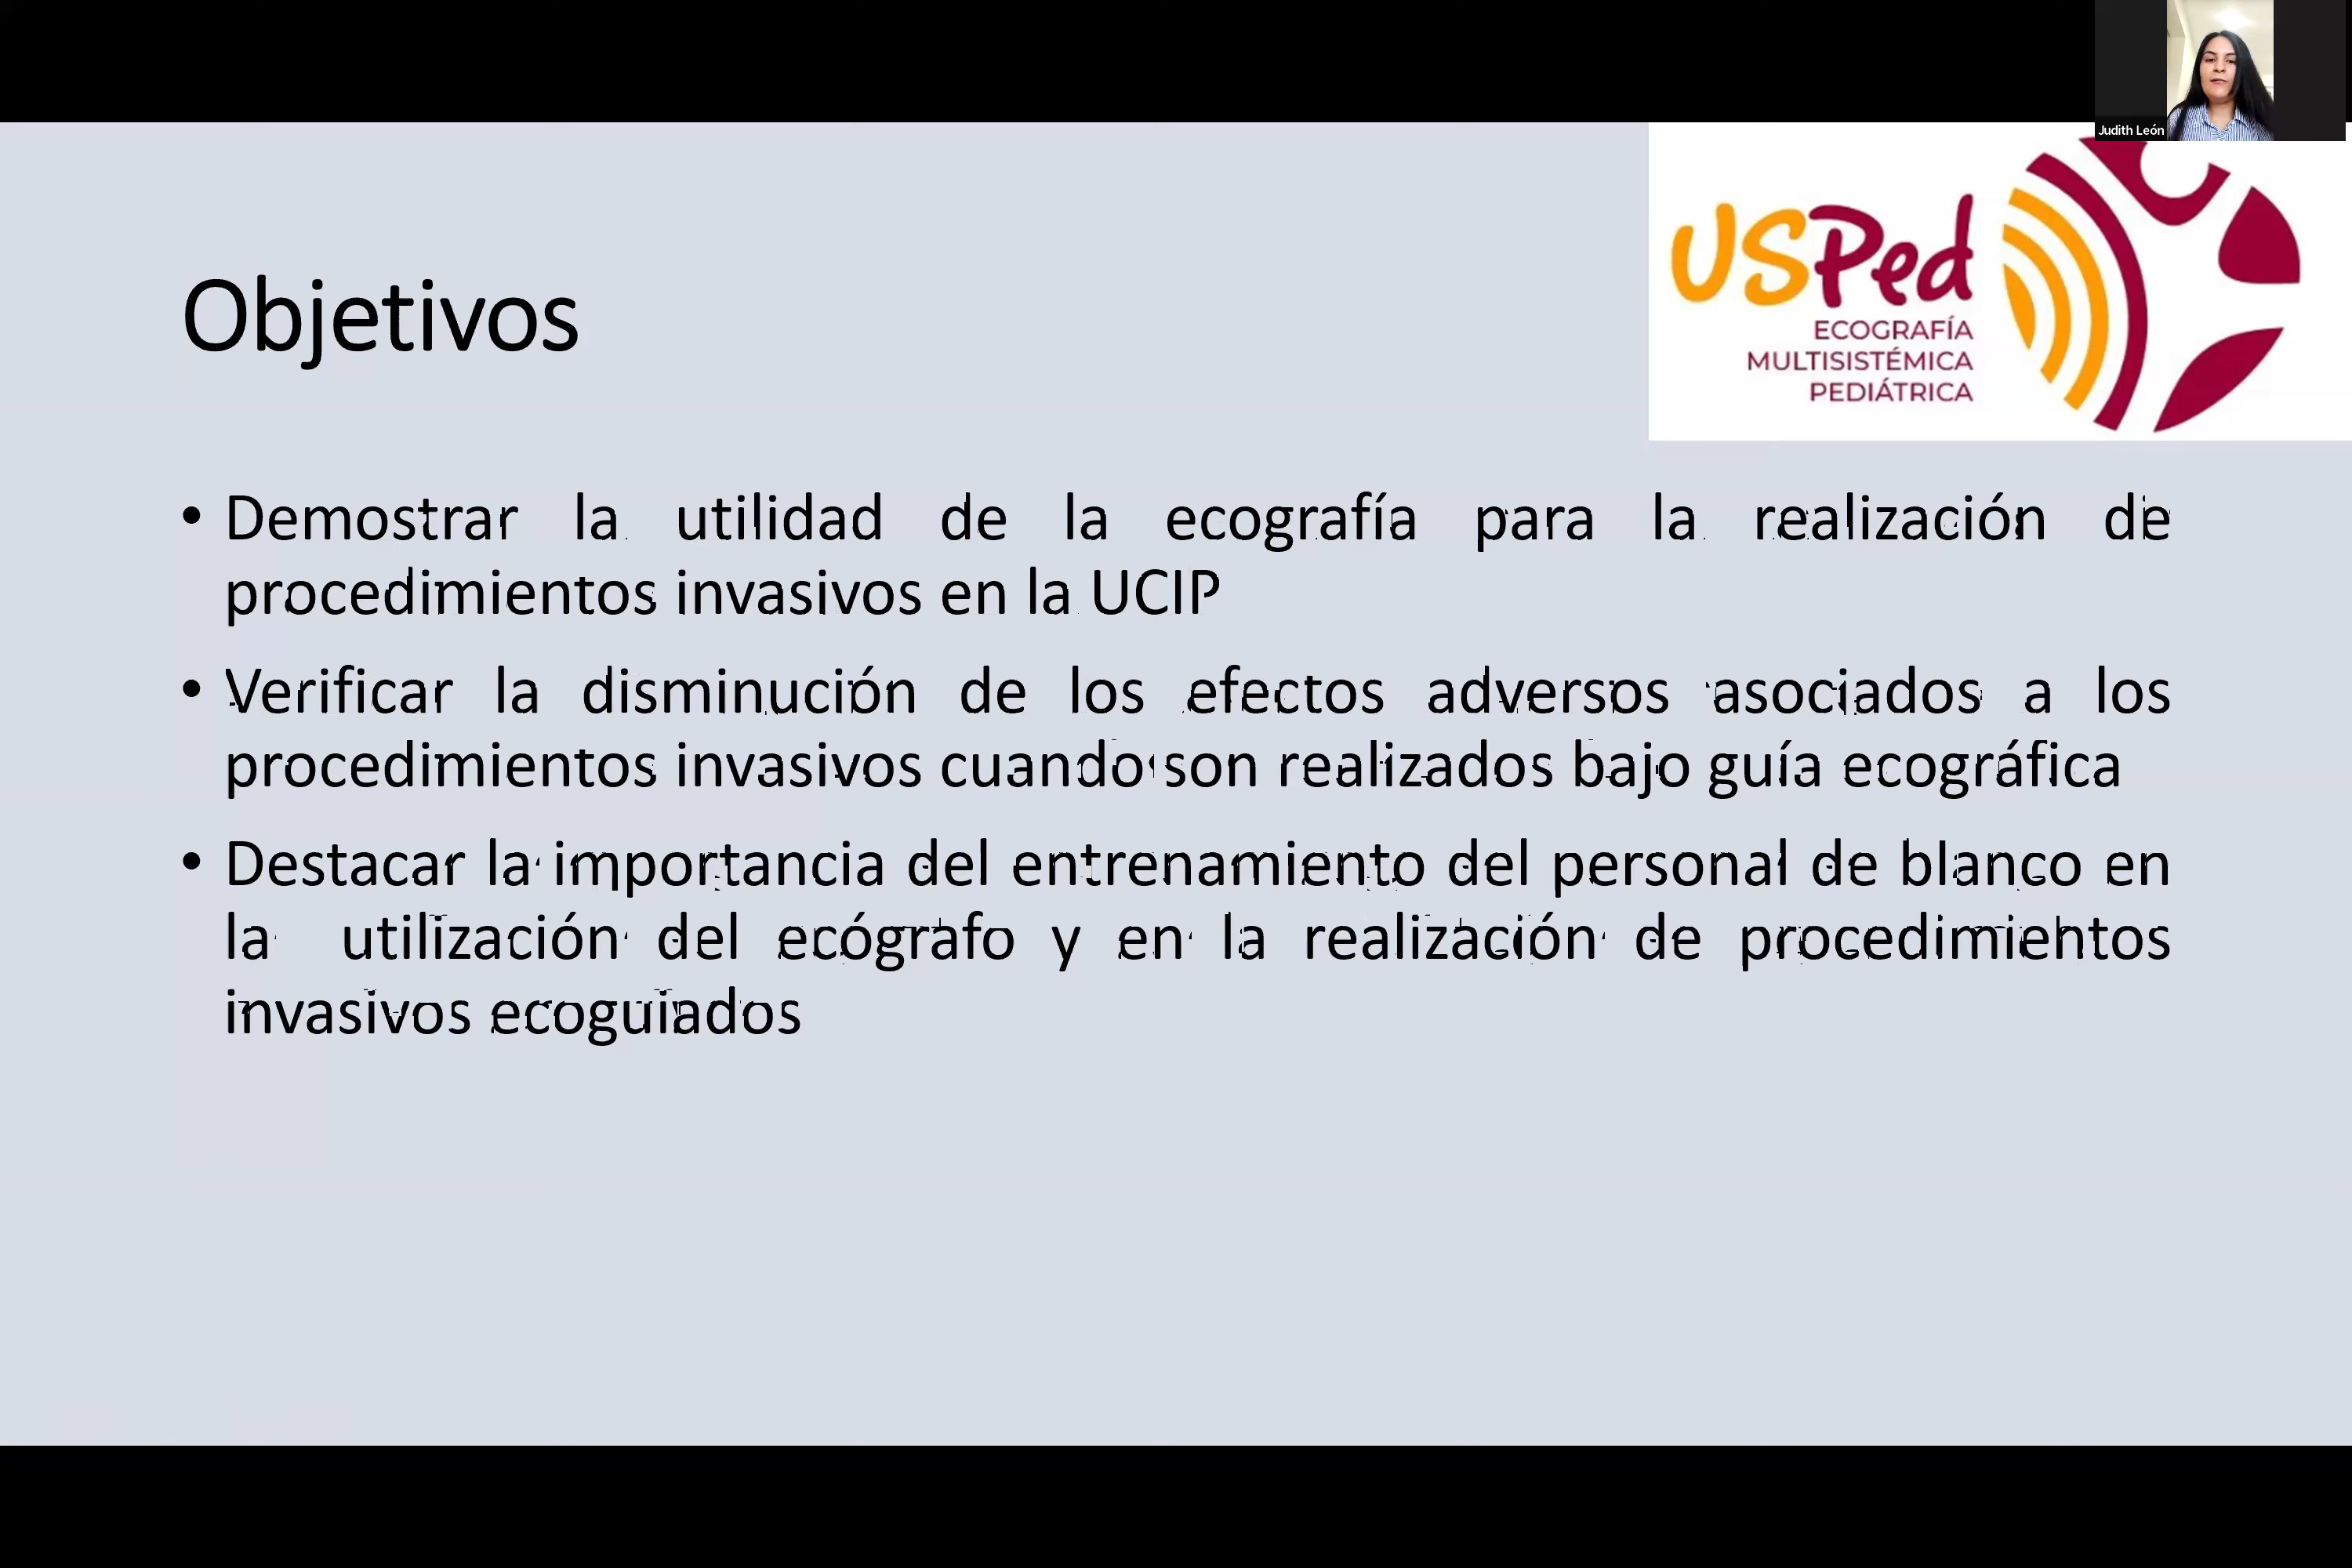 Judith León
USPed
ECOGRAFÍA
MULTISISTÉMICA
PEDIÁTRICA
Objetivos
• Demostrar la utilidad de la ecografía para la realización de
procedimientos invasivos en la UCIP
• Verificar la disminución de los efectos adversos asociados a los
procedimientos invasivos cuando son realizados bajo guía ecográfica
• Destacar la importancia del entrenamiento del personal de blanco en
la utilización del ecógrafo y en la realización de procedimientos
invasivos ecoguiados